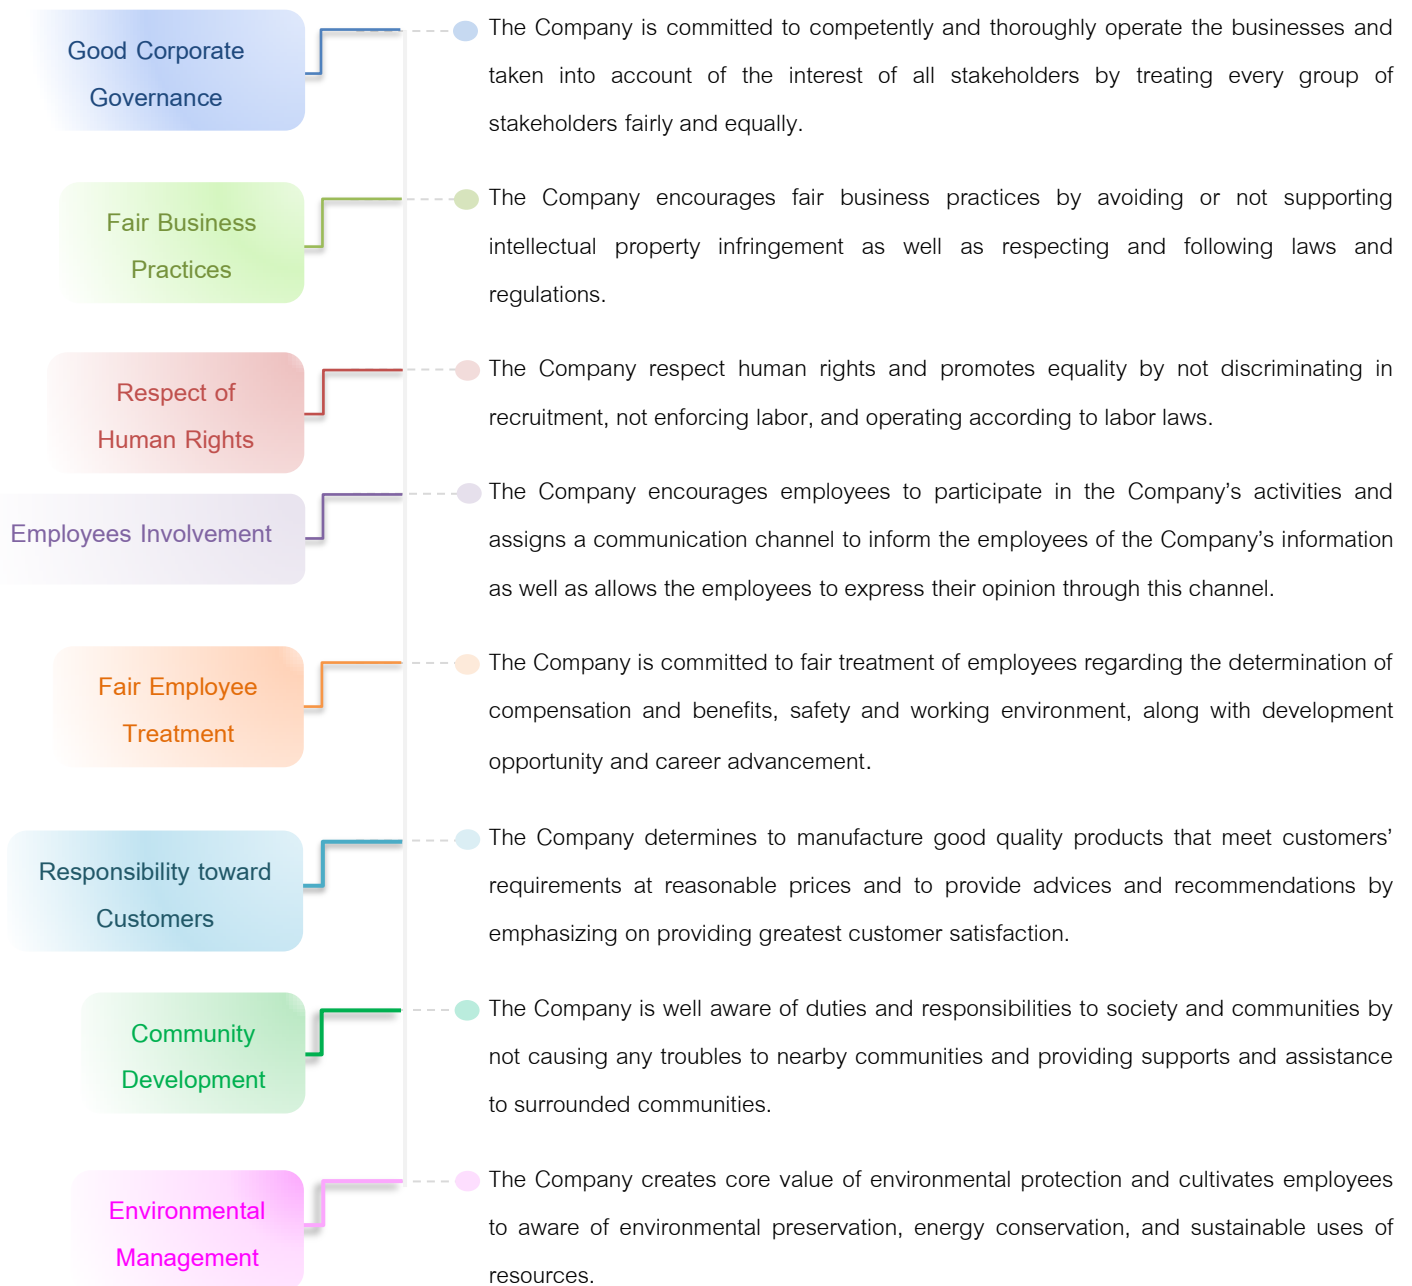 Good Corporate
Governance
The Company is committed to competently and thoroughly operate the businesses and
taken into account of the interest of all stakeholders by treating every group of
stakeholders fairly and equally.
Fair Business
Practices
The Company encourages fair business practices by avoiding or not supporting
intellectual property infringement as well as respecting and following laws and
regulations.
Respect of
Human Rights
The Company respect human rights and promotes equality by not discriminating in
recruitment, not enforcing labor, and operating according to labor laws.
Employees Involvement
The Company encourages employees to participate in the Company's activities and
assigns a communication channel to inform the employees of the Company's information
as well as allows the employees to express their opinion through this channel.
Fair Employee
Treatment
The Company is committed to fair treatment of employees regarding the determination of
compensation and benefits, safety and working environment, along with development
opportunity and career advancement.
Responsibility toward
Customers
The Company determines to manufacture good quality products that meet customers'
requirements at reasonable prices and to provide advices and recommendations by
emphasizing on providing greatest customer satisfaction.
Community
Development
The Company is well aware of duties and responsibilities to society and communities by
not causing any troubles to nearby communities and providing supports and assistance
to surrounded communities.
Environmental
Management
The Company creates core value of environmental protection and cultivates employees
to aware of environmental preservation, energy conservation, and sustainable uses of
resources.